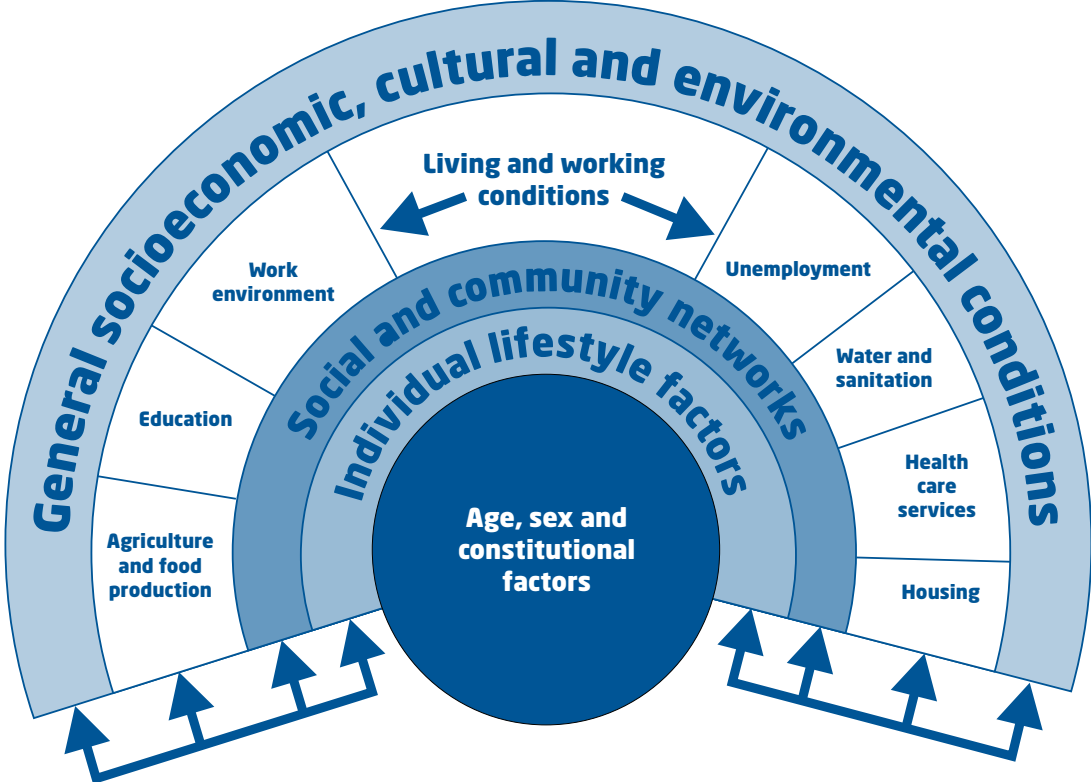 General socioeconomic, cultural and environmental conditions
Living and working
conditions
Work
environment
Unemployment
Education
Water and
sanitation
Agriculture
and food
production
Health
care
services
Housing
Social and community networks
Individual lifestyle factors
Age, sex and
constitutional
factors